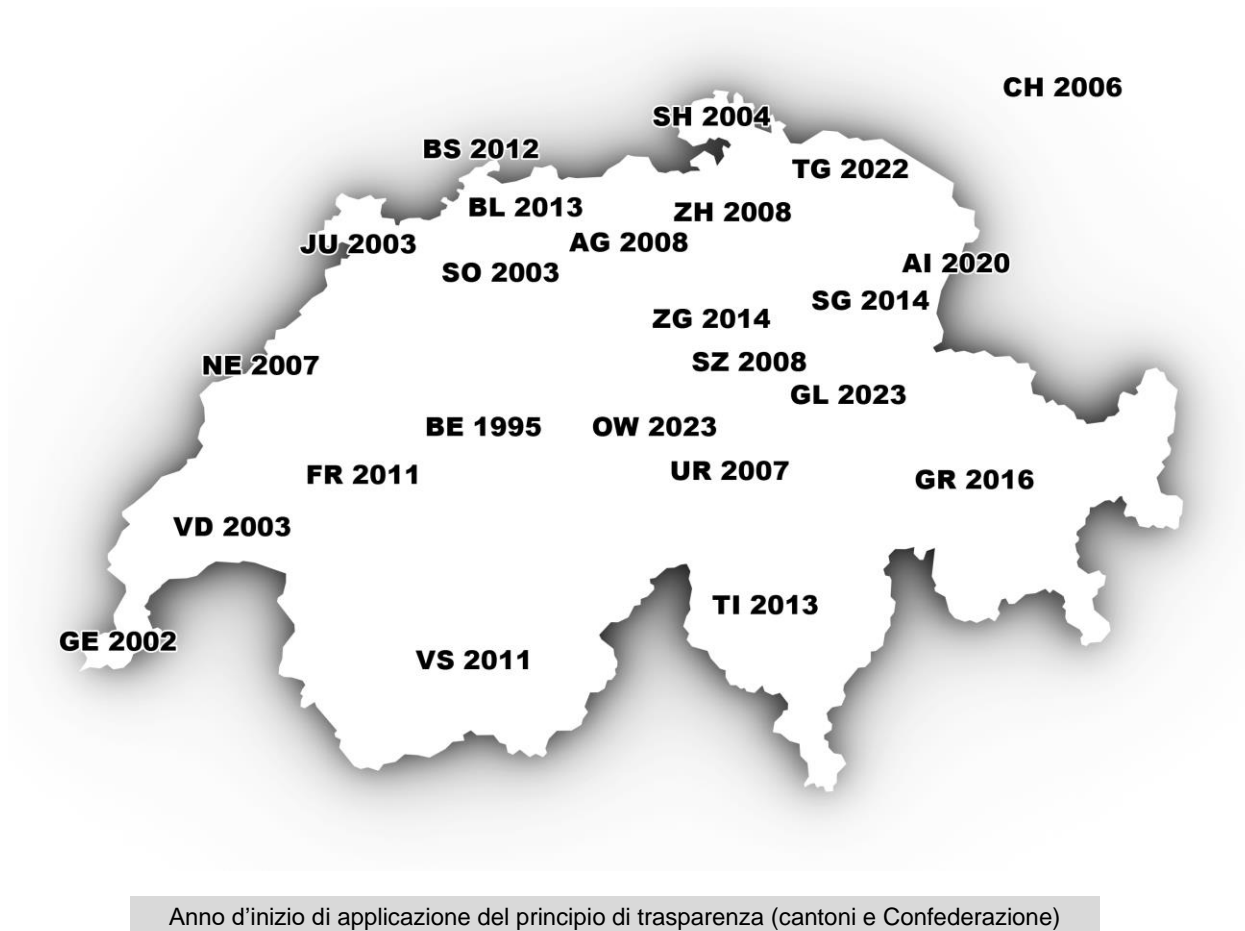 CH 2006
SH 2004
BS 2012
TG 2022
BL 2013
ZH 2008
JU 2003
AG 2008
AI 2020
SO 2003
SG 2014
ZG 2014
NE 2007
SZ 2008
GL 2023
BE 1995
OW 2023
FR 2011
UR 2007
GR 2016
VD 2003
TI 2013
GE 2002
VS 2011
Anno d’inizio di applicazione del principio di trasparenza (cantoni e Confederazione)